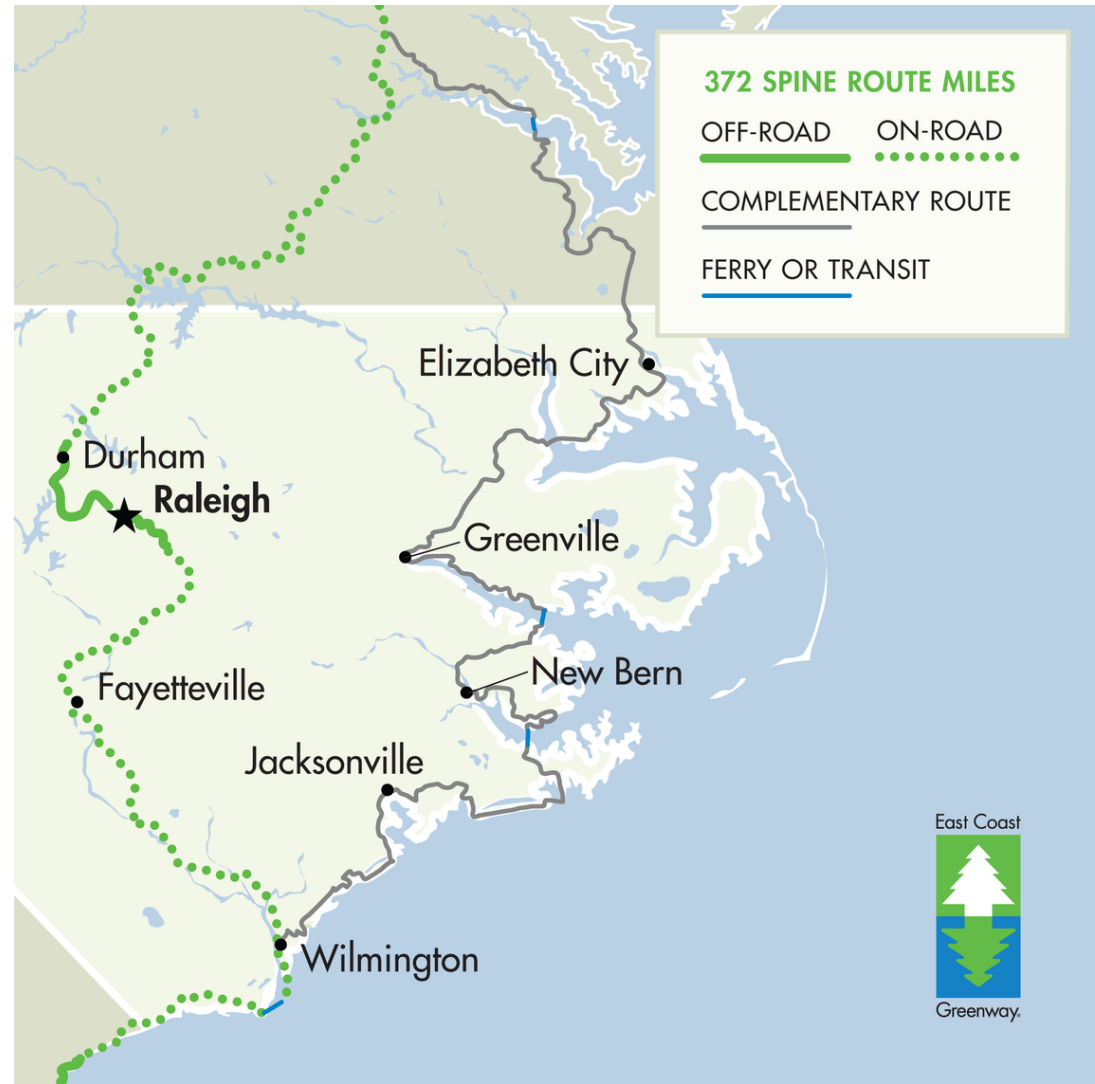 372 SPINE ROUTE MILES
OFF-ROAD ON-ROAD
COMPLEMENTARY ROUTE
FERRY OR TRANSIT
Elizabeth City
Durham
Raleigh
Greenville
New Bern
Fayetteville
Jacksonville
Wilmington
East Coast
Greenway®